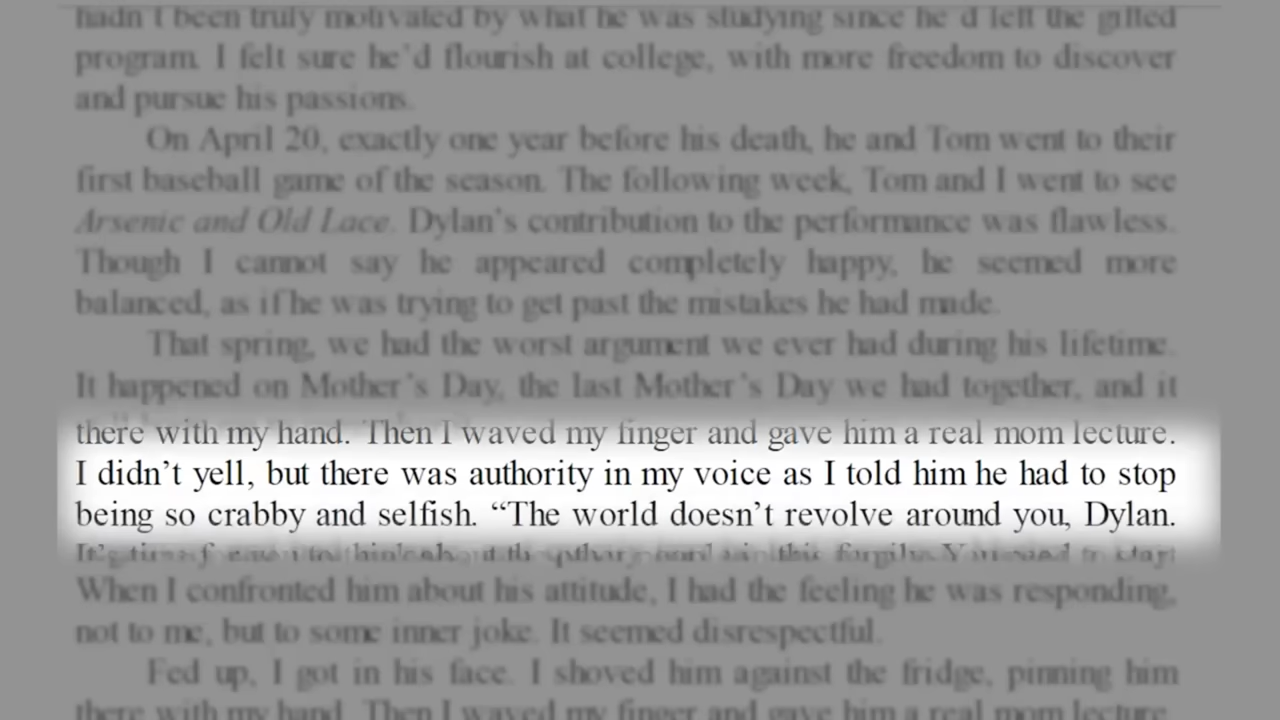 hadn't been truly motivated by what he was studying since he'd left the gifted
program. I felt sure he'd flourish at college, with more freedom to discover
and pursue his passions.
On April 20, exactly one year before his death, he and Tom went to their
first baseball game of the season. The following week, Tom and I went to see
Arsenic and Old Lace. Dylan's contribution to the performance was flawless.
Though I cannot say he appeared completely happy, he seemed more
balanced, as if he was trying to get past the mistakes he had made.
That spring, we had the worst argument we ever had during his lifetime.
It happened on Mother's Day, the last Mother's Day we had together, and it
there with my hand. Then I waved my finger and gave him a real mom lecture.
I didn't yell, but there was authority in my voice as I told him he had to stop
being so crabby and selfish. “The world doesn't revolve around you, Dylan.
When I confronted him about his attitude, I had the feeling he was responding,
not to me, but to some inner joke. It seemed disrespectful.
Fed up, I got in his face. I shoved him against the fridge, pinning him
there with my hand. Then I waved my finger and gave him a real mom lecture.